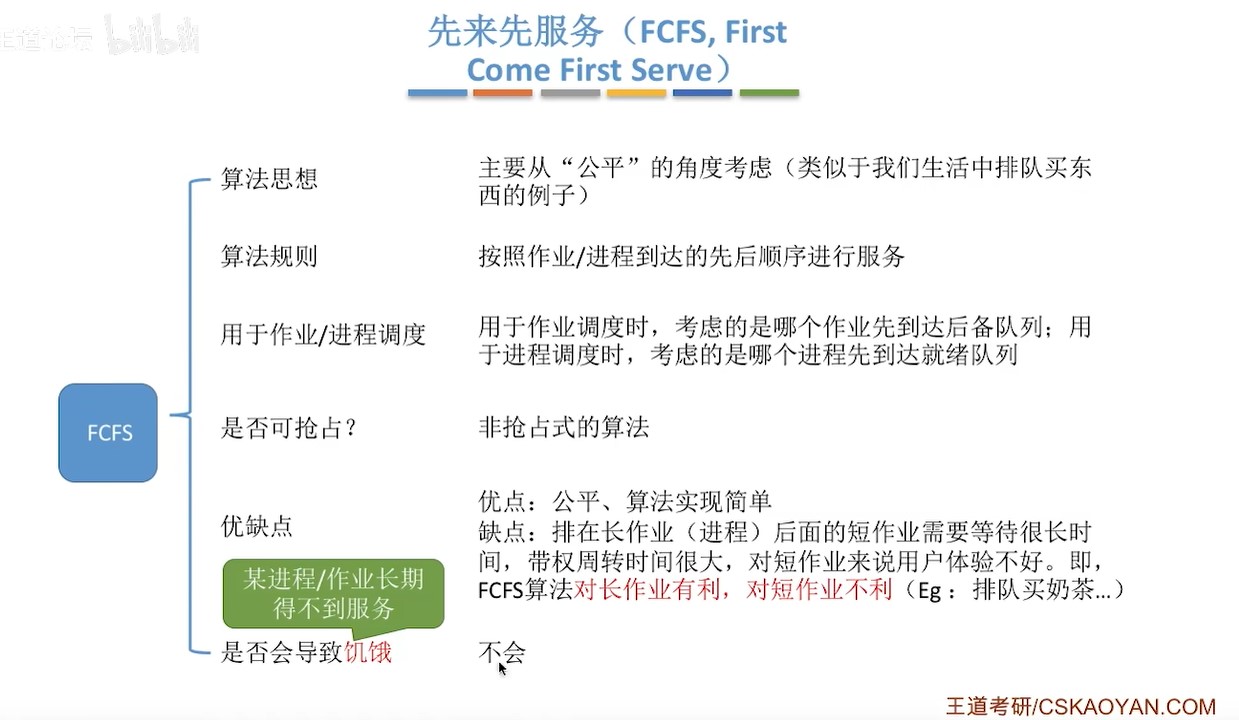 王道论坛 bilibili
先来先服务（FCFS, First
Come First Serve）
算法思想
主要从“公平”的角度考虑（类似于我们生活中排队买东
西的例子）
算法规则
按照作业/进程到达的先后顺序进行服务
用于作业/进程调度
用于作业调度时，考虑的是哪个作业先到达后备队列；用
于进程调度时，考虑的是哪个进程先到达就绪队列
FCFS
是否可抢占？
非抢占式的算法
优缺点
优点：公平、算法实现简单
缺点：排在长作业（进程）后面的短作业需要等待很长时
间，带权周转时间很大，对短作业来说用户体验不好。即，
FCFS算法对长作业有利，对短作业不利（Eg：排队买奶茶...）
某进程/作业长期
得不到服务
是否会导致饥饿
不会
王道考研/CSKAOYAN.COM